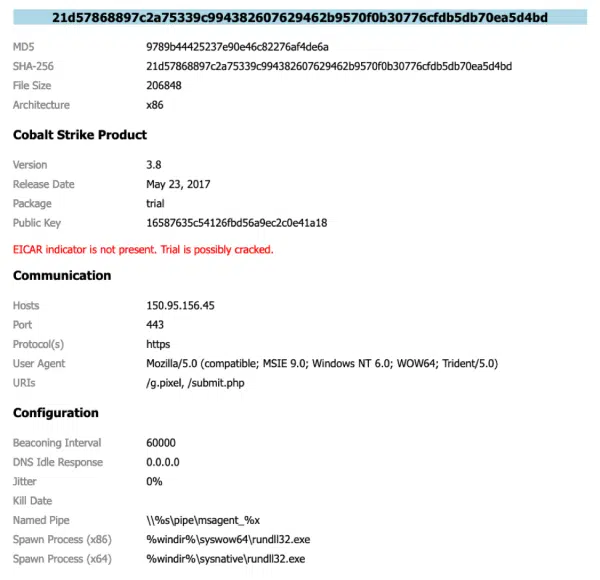 21d57868897c2a75339c994382607629462b9570f0b30776cfdb5db70ea5d4bd
MD5 9789b44425237e90e46c82276af4de6a
SHA-256 21d57868897c2a75339c994382607629462b9570f0b30776cfdb5db70ea5d4bd
File Size 206848
Architecture x86
Cobalt Strike Product
Version 3.8
Release Date May 23, 2017
Package trial
Public Key 16587635c54126fbd56a9ec2c0e41a18
EICAR indicator is not present. Trial is possibly cracked.
Communication
Hosts 150.95.156.45
Port 443
Protocol(s) https
User Agent Mozilla/5.0 (compatible; MSIE 9.0; Windows NT 6.0; WOW64; Trident/5.0)
URIs /g.pixel, /submit.php
Configuration
Beaconing Interval 60000
DNS Idle Response 0.0.0.0
Jitter 0%
Kill Date
Named Pipe \\%s\pipe\msagent_%x
Spawn Process (x86) %windir%\syswow64\rundll32.exe
Spawn Process (x64) %windir%\sysnative\rundll32.exe